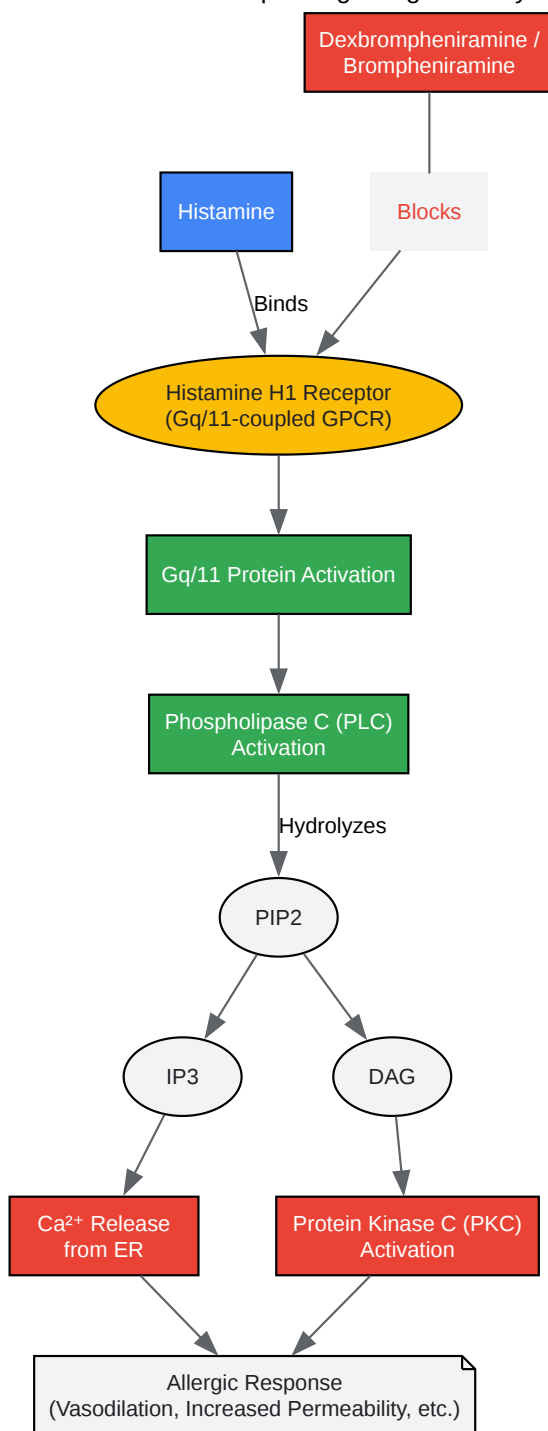 Dexbrompheniramine /
Brompheniramine
Histamine
Blocks
Binds
Histamine H1 Receptor
(Gq/11-coupled GPCR)
Gq/11 Protein Activation
Phospholipase C (PLC)
Activation
Hydrolyzes
PIP2
IP3
DAG
Ca²⁺ Release
from ER
Protein Kinase C (PKC)
Activation
Allergic Response
(Vasodilation, Increased Permeability, etc.)